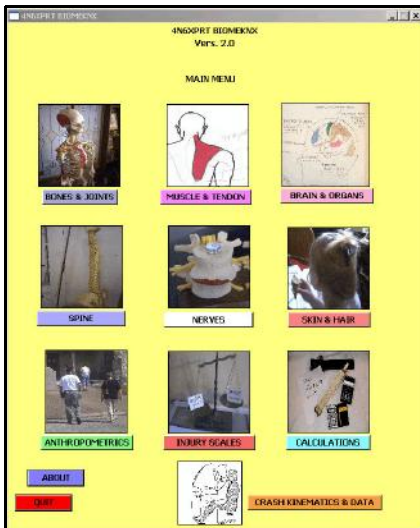 4N6XPRT BIOMEKNX
4N6XPRT BIOMEKNX
Vers. 2.0
MAIN MENU
BONES & JOINTS
MUSCLE & TENDON
BRAIN & ORGANS
SPINE
NERVES
SKIN & HAIR
ANTHROPOMETRICS
INJURY SCALES
CALCULATIONS
ABOUT
QUIT
CRASH KINEMATICS & DATA